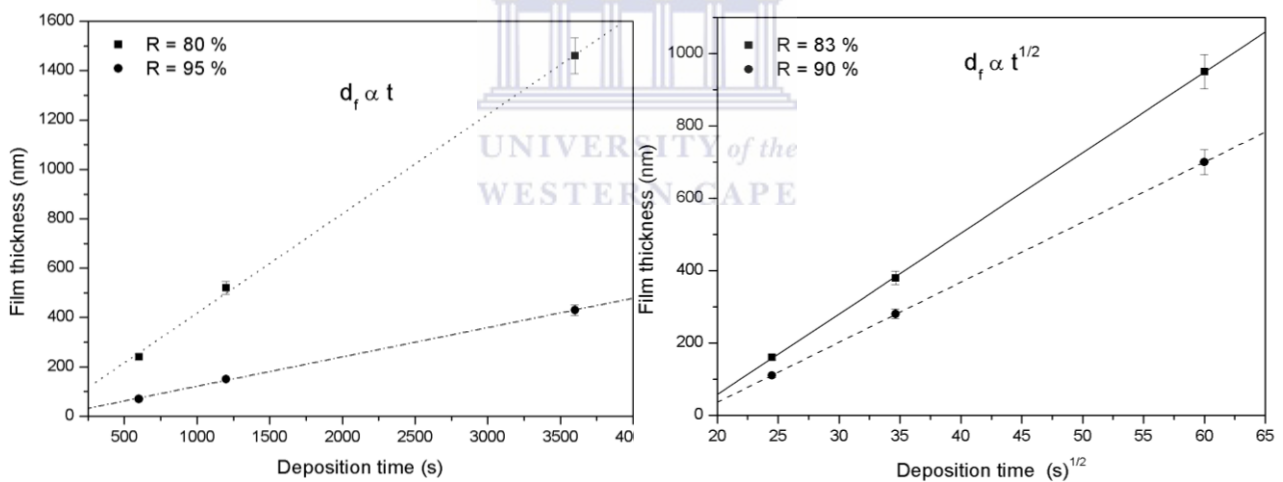 1600
1400
1200
1000
800
600
400
200
0
R = 80 %
R = 95 %
d_f α t
Film thickness (nm)
500
1000
1500
2000
2500
3000
3500
400
Deposition time (s)
UNIVERSITY of the
WESTERN CAPE
1000
800
600
400
200
0
R = 83 %
R = 90 %
d_f α t^1/2
Film thickness (nm)
20
25
30
35
40
45
50
55
60
65
Deposition time (s)^1/2